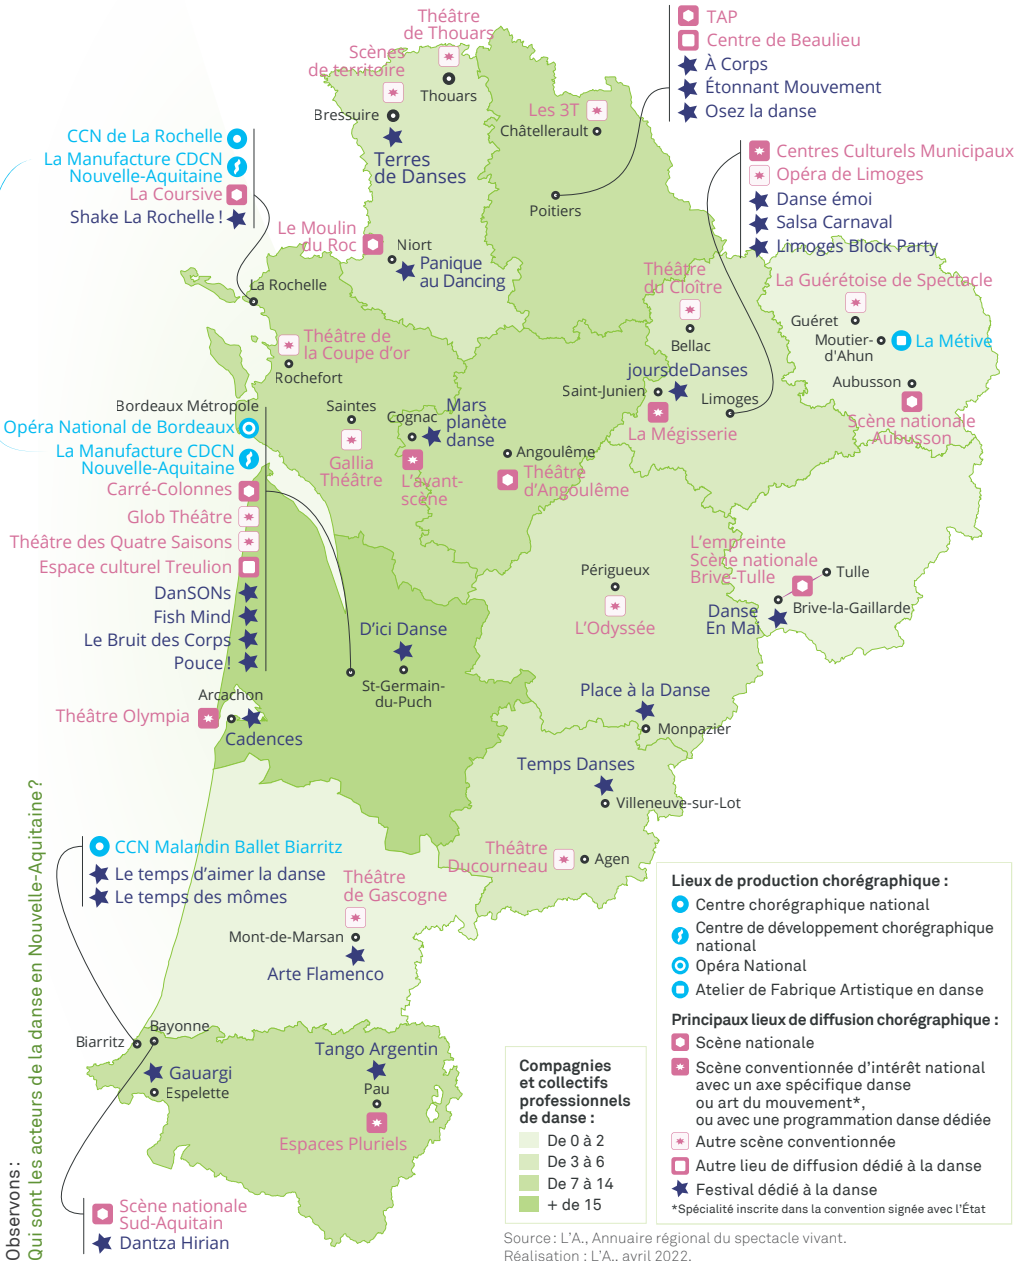 Théâtre
de Thouars
Scènes
de territoire
Thouars
Bressuire
Terres
de Danses
Les 3T
Châtellerault
TAP
Centre de Beaulieu
À Corps
Étonnant Mouvement
Osez la danse
Poitiers
CCN de La Rochelle
La Manufacture CDCN
Nouvelle-Aquitaine
La Coursive
Shake La Rochelle !
Centres Culturels Municipaux
Opéra de Limoges
Danse émoi
Salsa Carnaval
Limoges Block Party
Le Moulin
du Roc
Niort
Panique
au Dancing
La Rochelle
Théâtre
du Cloître
Bellac
La Guérétoise de Spectacle
Guéret
Moutier-
d'Ahun
La Métive
Aubusson
Scène nationale
Aubusson
Théâtre de
la Coupe d'or
Rochefort
joursdeDanses
Saint-Junien
Limoges
La Mégisserie
Saintes
Gallia
Théâtre
Cognac
Mars
planète
danse
L'avant-
scène
Angoulême
Théâtre
d'Angoulême
Bordeaux Métropole
Opéra National de Bordeaux
La Manufacture CDCN
Nouvelle-Aquitaine
Carré-Colonnes
Glob Théâtre
Théâtre des Quatre Saisons
Espace culturel Treulion
DanSONs
Fish Mind
Le Bruit des Corps
Pouce !
L'empreinte
Scène nationale
Brive-Tulle
Tulle
Brive-la-Gaillarde
Danse
En Mai
Périgueux
L'Odyssée
D'ici Danse
St-Germain-
du-Puch
Arcachon
Théâtre Olympia
Cadences
Place à la Danse
Monpazier
Temps Danses
Villeneuve-sur-Lot
Théâtre
Ducourneau
Agen
CCN Malandin Ballet Biarritz
Le temps d'aimer la danse
Le temps des mômes
Théâtre
de Gascogne
Mont-de-Marsan
Arte Flamenco
Biarritz
Bayonne
Gauargi
Espelette
Tango Argentin
Pau
Espaces Pluriels
Scène nationale
Sud-Aquitain
Dantza Hirian
Observons :
Qui sont les acteurs de la danse en Nouvelle-Aquitaine ?
Compagnies
et collectifs
professionnels
de danse :
De 0 à 2
De 3 à 6
De 7 à 14
+ de 15
Lieux de production chorégraphique :
Centre chorégraphique national
Centre de développement chorégraphique
national
Opéra National
Atelier de Fabrique Artistique en danse
Principaux lieux de diffusion chorégraphique :
Scène nationale
Scène conventionnée d'intérêt national
avec un axe spécifique danse
ou art du mouvement*,
ou avec une programmation danse dédiée
Autre scène conventionnée
Autre lieu de diffusion dédié à la danse
Festival dédié à la danse
*Spécialité inscrite dans la convention signée avec l'État
Source : L'A., Annuaire régional du spectacle vivant.
Réalisation : L'A., avril 2022.